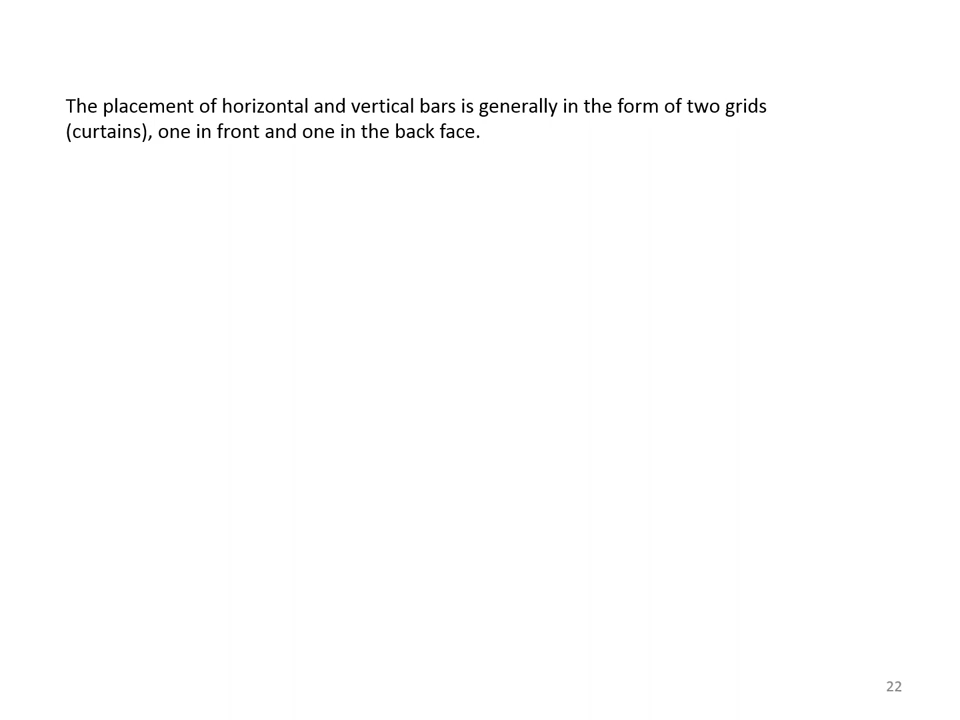 The placement of horizontal and vertical bars is generally in the form of two grids
(curtains), one in front and one in the back face.
22